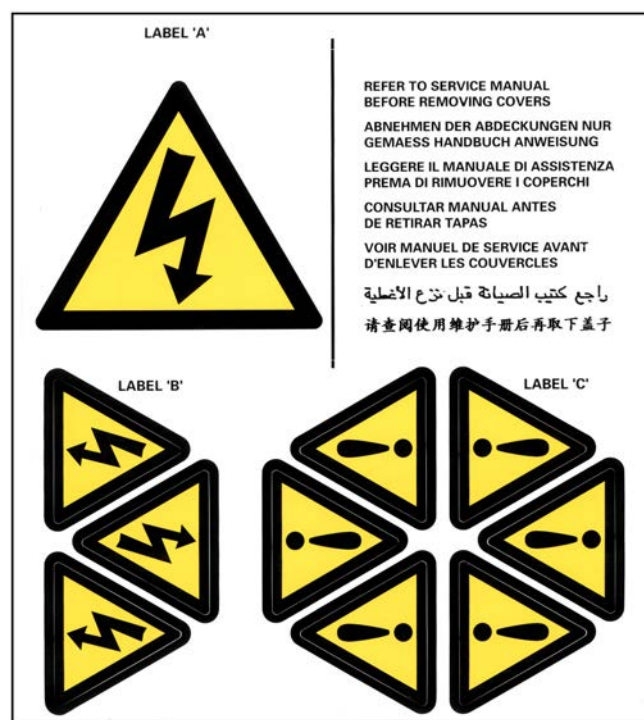 LABEL 'A'
REFER TO SERVICE MANUAL
BEFORE REMOVING COVERS
ABNEHMEN DER ABDECKUNGEN NUR
GEMAESS HANDBUCH ANWEISUNG
LEGGERE IL MANUALE DI ASSISTENZA
PREMA DI RIMUOVERE I COPERCHI
CONSULTAR MANUAL ANTES
DE RETIRAR TAPAS
VOIR MANUEL DE SERVICE AVANT
D'ENLEVER LES COUVERCLES
راجع كتيب الصيانة قبل نزع الأغطية
请查阅使用维护手册后再取下盖子
LABEL 'B'
LABEL 'C'